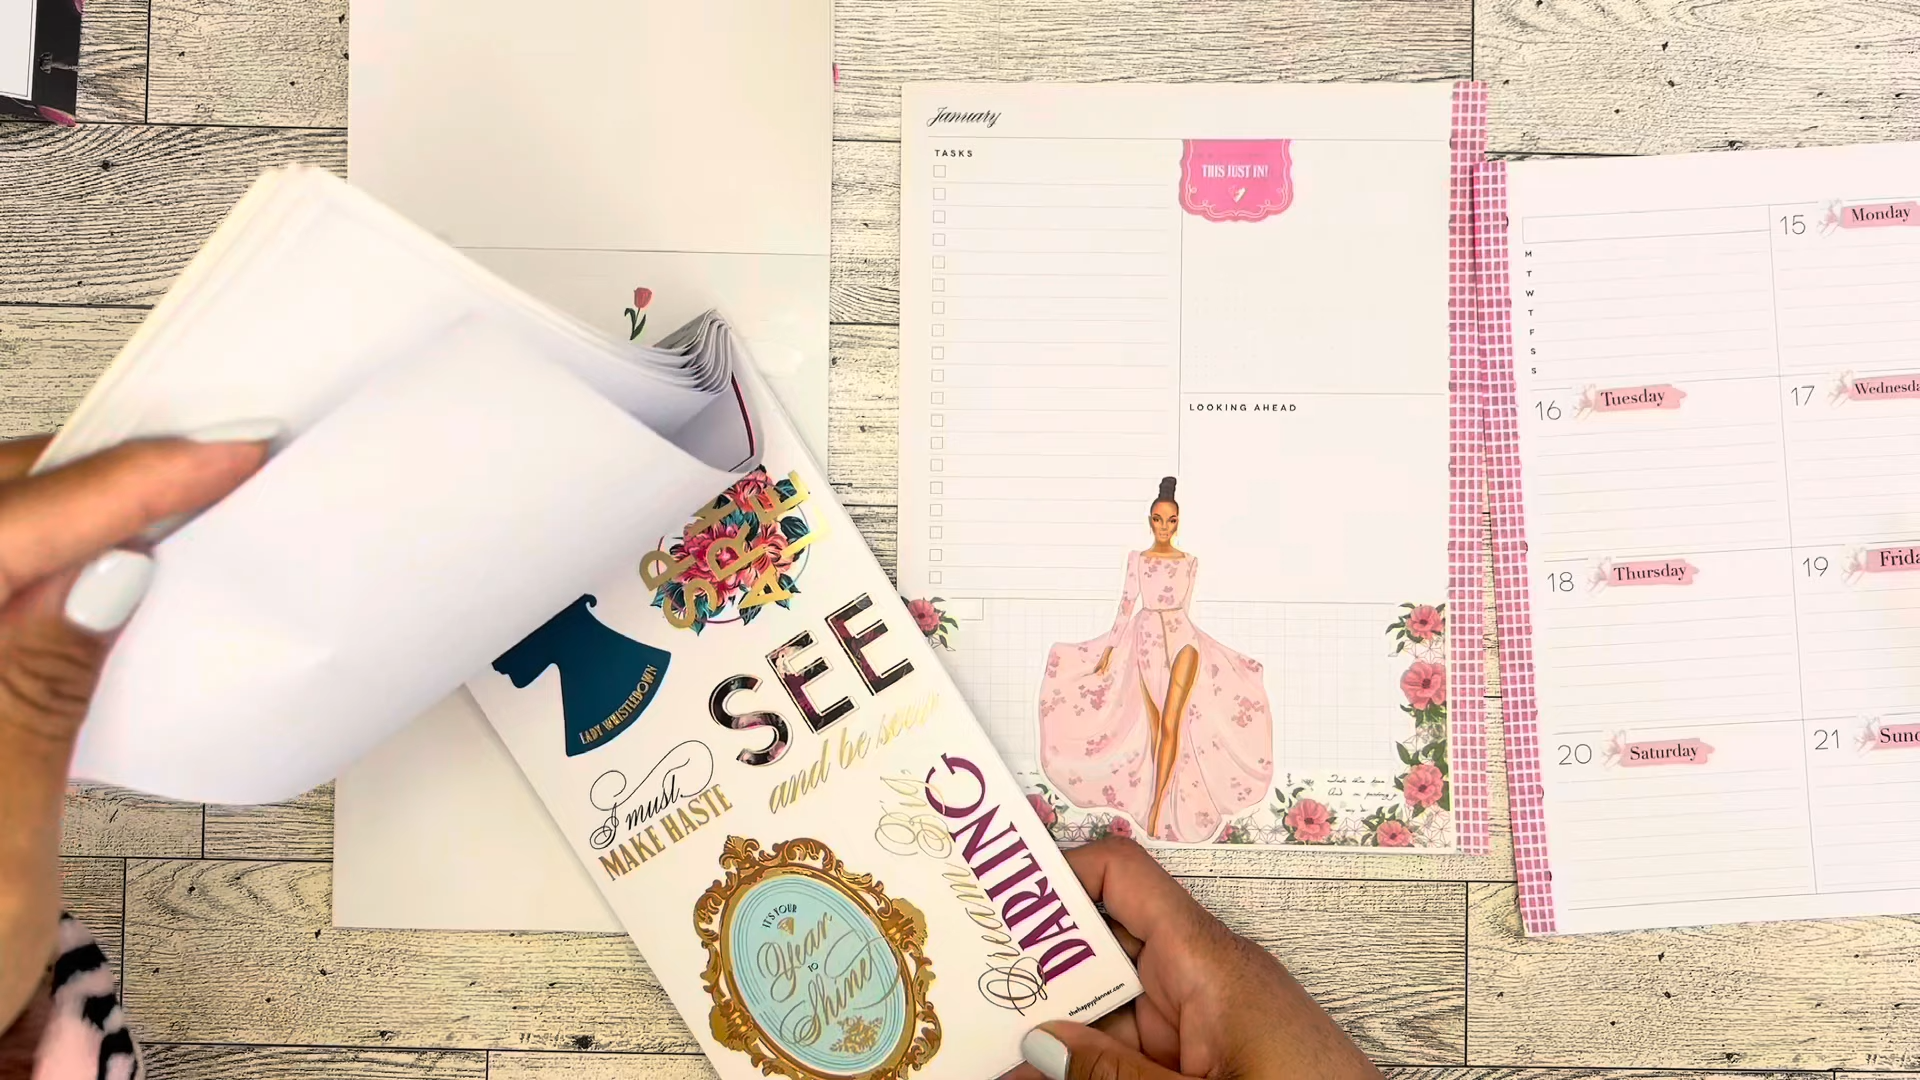 January
TASKS
THIS JUST IN!
LOOKING AHEAD
15 Monday
M
T
W
T
F
S
S
16 Tuesday
17
18 Thursday
19
20 Saturday
21
SPARE
LADY WHISTLEDOWN
SEE
and be seen
I must
MAKE HASTE
Dream Big,
DARLING
IT'S YOUR
Year
TO
Shine
thehappyplanner.com